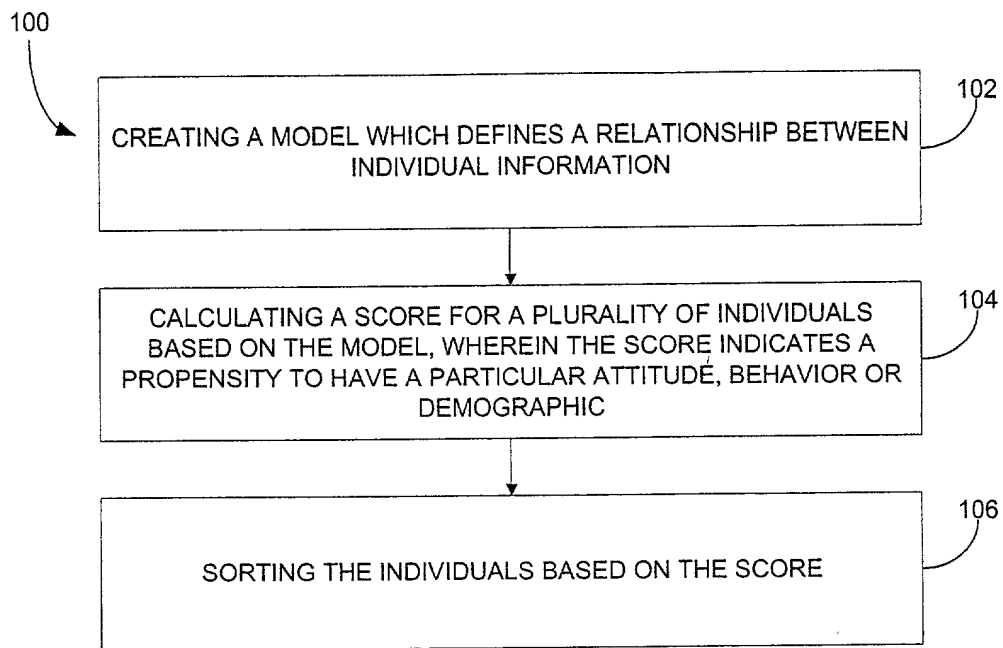 100
102
CREATING A MODEL WHICH DEFINES A RELATIONSHIP BETWEEN
INDIVIDUAL INFORMATION
104
CALCULATING A SCORE FOR A PLURALITY OF INDIVIDUALS
BASED ON THE MODEL, WHEREIN THE SCORE INDICATES A
PROPENSITY TO HAVE A PARTICULAR ATTITUDE, BEHAVIOR OR
DEMOGRAPHIC
106
SORTING THE INDIVIDUALS BASED ON THE SCORE